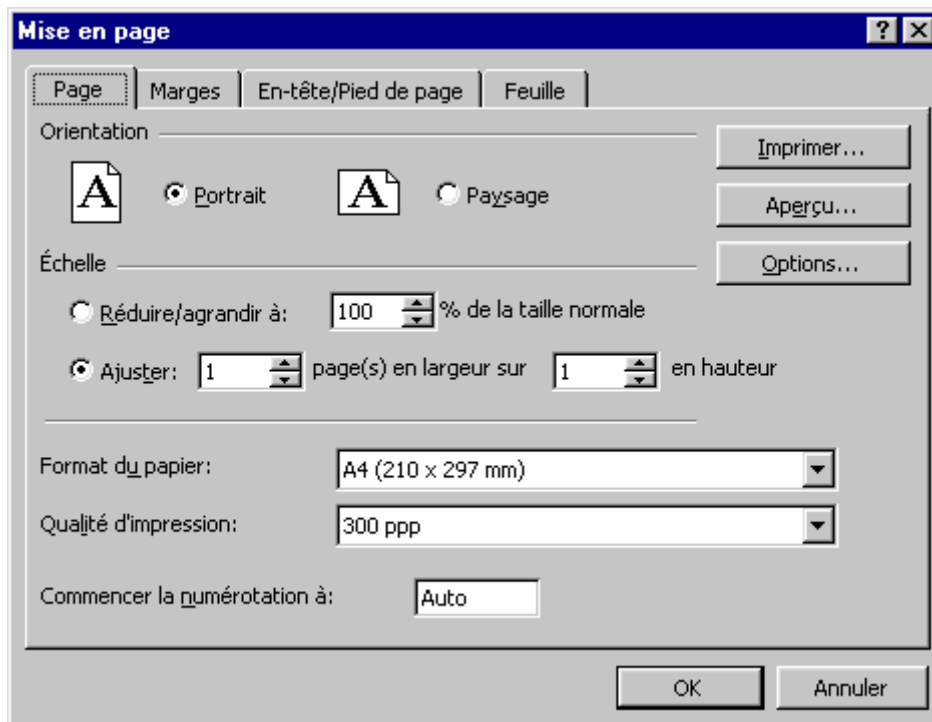 Mise en page
Page Marges En-tête/Pied de page Feuille
Orientation
Imprimer...
A Portrait A Paysage
Aperçu...
Échelle
Options...
Réduire/agrandir à: 100 % de la taille normale
Ajuster: 1 page(s) en largeur sur 1 en hauteur
Format du papier: A4 (210 x 297 mm)
Qualité d'impression: 300 ppp
Commencer la numérotation à: Auto
OK Annuler